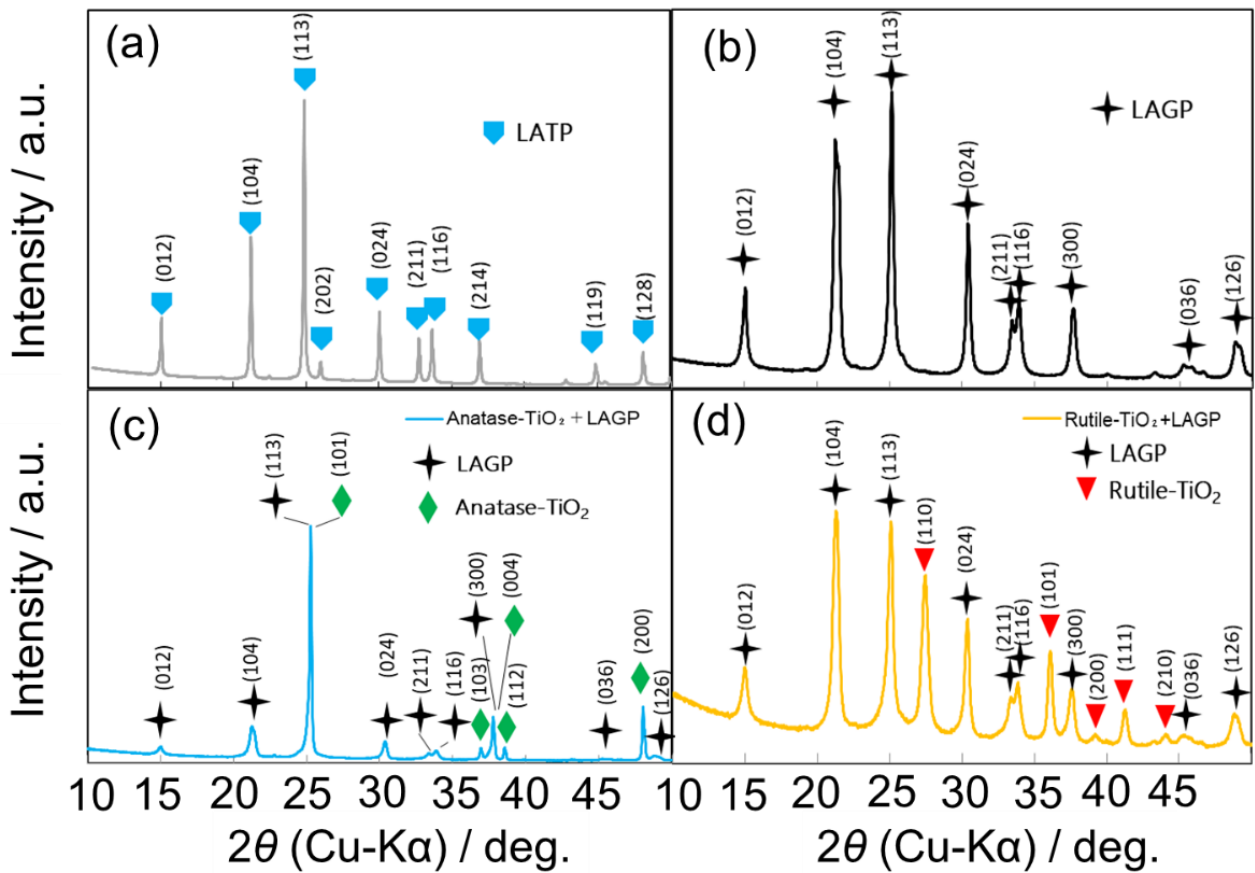 Intensity / a.u.
(a)
(012)
(104)
(113)
(202)
(024)
(211)
(116)
(214)
(119)
(128)
LATP
(b)
(012)
(104)
(113)
(024)
(211)
(116)
(300)
(036)
(126)
LAGP
Intensity / a.u.
(c)
Anatase-TiO₂ + LAGP
LAGP
Anatase-TiO₂
(012)
(104)
(113)
(101)
(024)
(211)
(116)
(103)
(300)
(004)
(112)
(036)
(200)
(126)
(d)
Rutile-TiO₂+LAGP
LAGP
Rutile-TiO₂
(012)
(104)
(113)
(110)
(024)
(211)
(116)
(101)
(300)
(200)
(111)
(210)
(036)
(126)
10 15 20 25 30 35 40 45
10 15 20 25 30 35 40 45
2θ (Cu-Kα) / deg.
2θ (Cu-Kα) / deg.